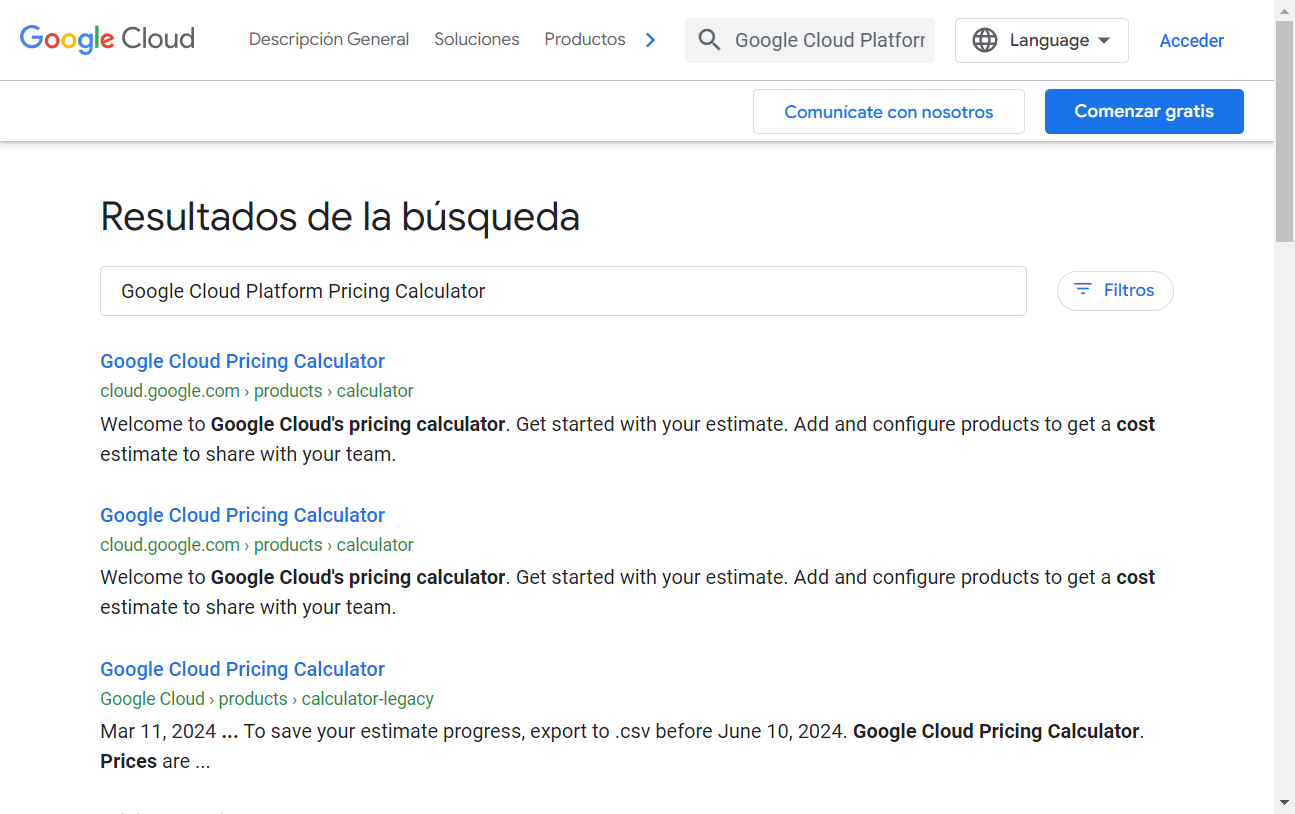 Google Cloud
Descripción General Soluciones Productos
Google Cloud Platforr
Language
Acceder
Comunícate con nosotros
Comenzar gratis
Resultados de la búsqueda
Google Cloud Platform Pricing Calculator
Filtros
Google Cloud Pricing Calculator
cloud.google.com › products › calculator
Welcome to Google Cloud's pricing calculator. Get started with your estimate. Add and configure products to get a cost
estimate to share with your team.
Google Cloud Pricing Calculator
cloud.google.com › products › calculator
Welcome to Google Cloud's pricing calculator. Get started with your estimate. Add and configure products to get a cost
estimate to share with your team.
Google Cloud Pricing Calculator
Google Cloud › products › calculator-legacy
Mar 11, 2024 ... To save your estimate progress, export to .csv before June 10, 2024. Google Cloud Pricing Calculator.
Prices are ...